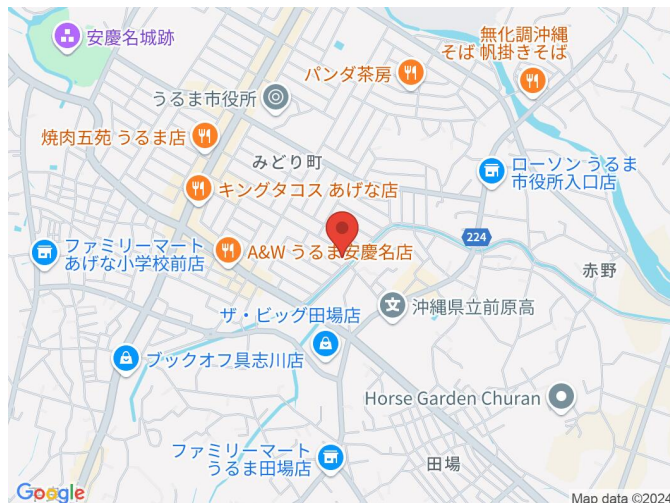 安慶名城跡
無化調沖縄
そば 帆掛きそば
パンダ茶房
うるま市役所
焼肉五苑 うるま店
みどり町
ローソン うるま
市役所入口店
キングタコス あげな店
224
ファミリーマート
あげな小学校前店
A&W うるま安慶名店
赤野
沖縄県立前原高
ザ・ビッグ田場店
ブックオフ具志川店
Horse Garden Churan
ファミリーマート
うるま田場店
田場
Google
Map data ©2024